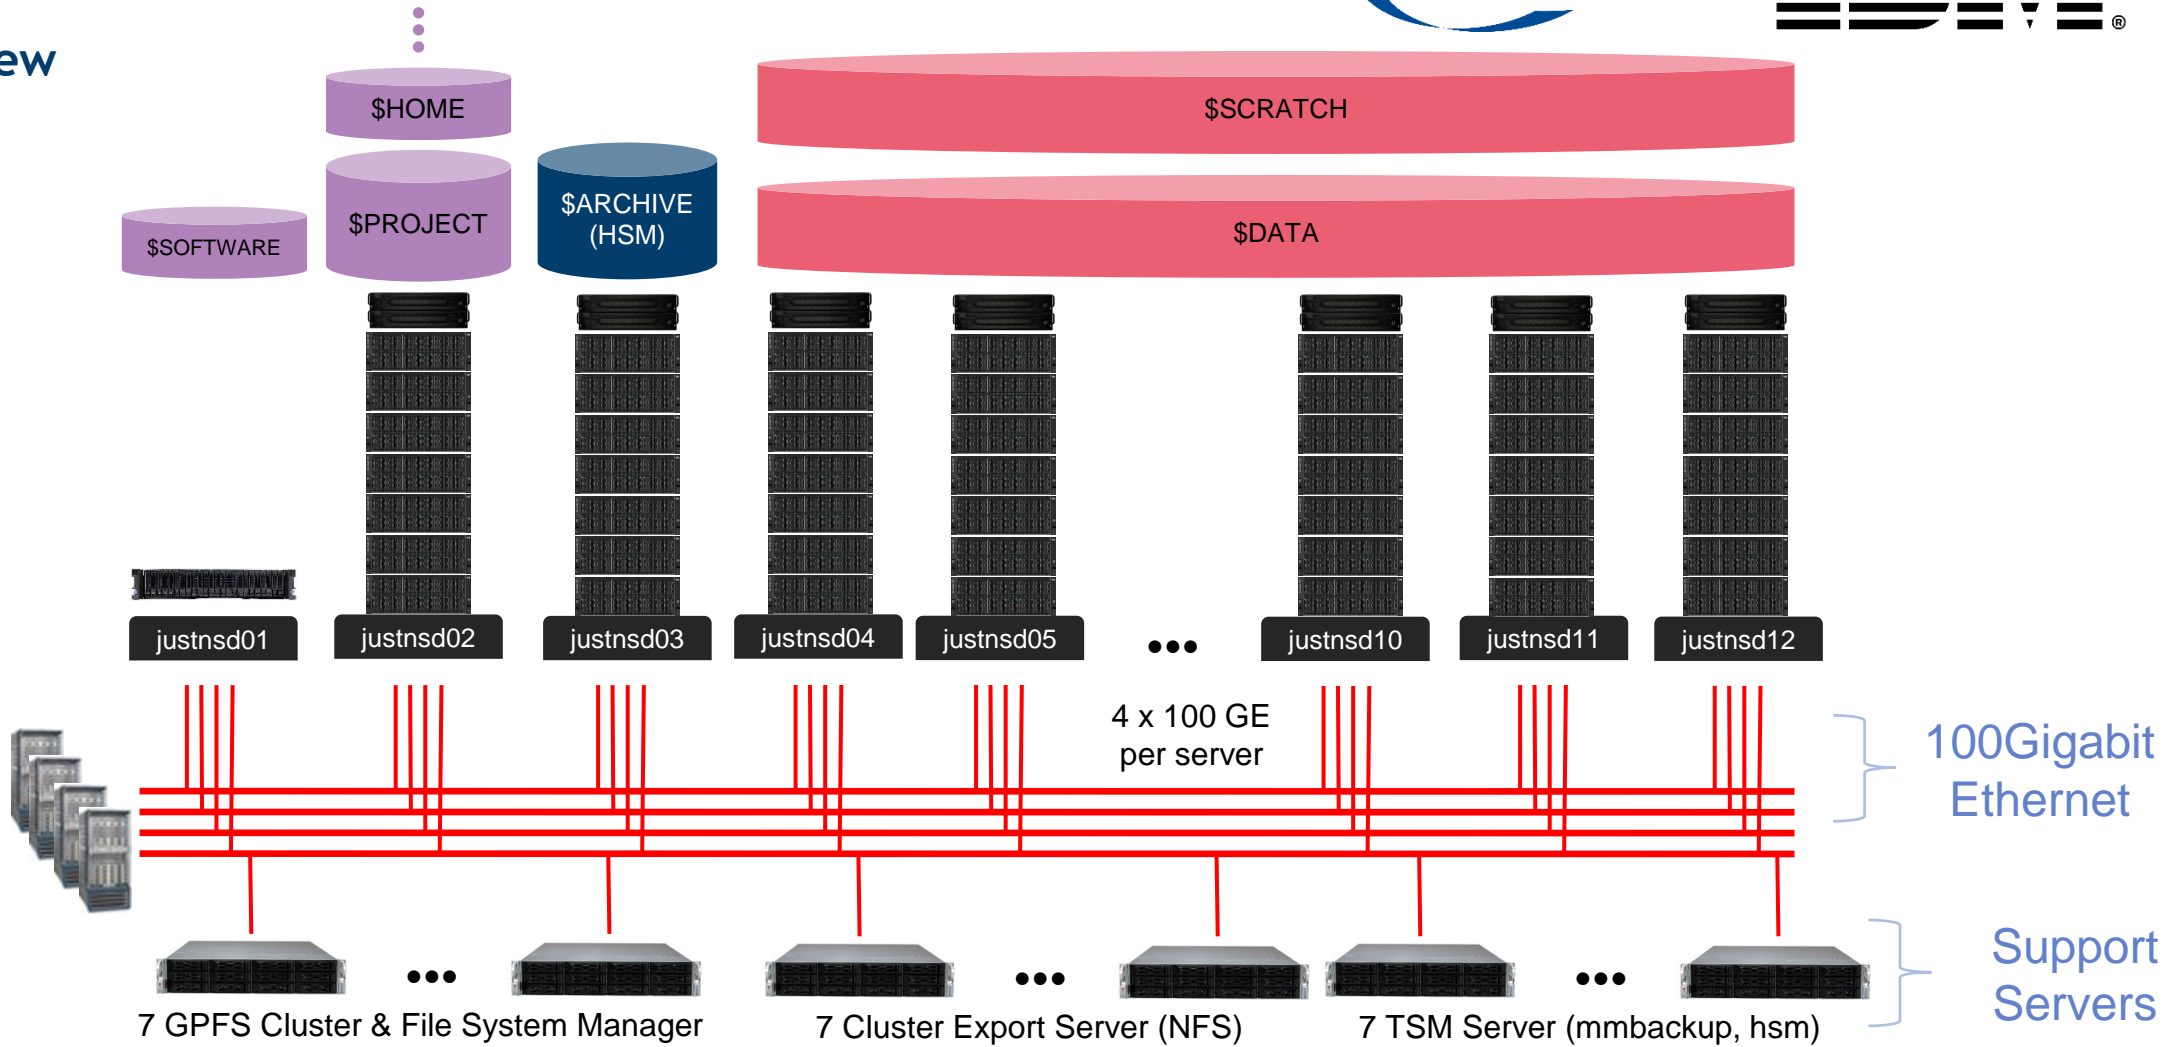 ew
$HOME
$SCRATCH
$ARCHIVE
(HSM)
$PROJECT
$SOFTWARE
$DATA
justnsd01
justnsd02
justnsd03
justnsd04
justnsd05
•••
justnsd10
justnsd11
justnsd12
4 x 100 GE
per server
100Gigabit
Ethernet
•••
•••
•••
Support
Servers
7 GPFS Cluster & File System Manager
7 Cluster Export Server (NFS)
7 TSM Server (mmbackup, hsm)